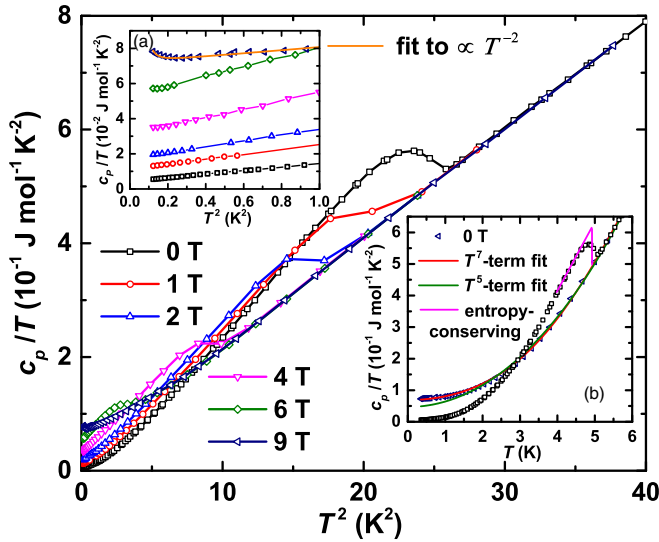 8
6
4
2
0
c_p/T (10⁻¹ J mol⁻¹ K⁻²)
0 5 10 15 20 25 30 35 40
T² (K²)
fit to ∝ T⁻²
0 T
1 T
2 T
4 T
6 T
9 T
(a)
8
6
4
2
0
c_p/T (10⁻² J mol⁻¹ K⁻²)
0.2 0.4 0.6 0.8 1.0
T² (K²)
0 T
T⁷-term fit
T⁵-term fit
entropy-
conserving
(b)
6
5
4
3
2
1
0
c_p/T (10⁻¹ J mol⁻¹ K⁻²)
0 1 2 3 4 5 6
T (K)